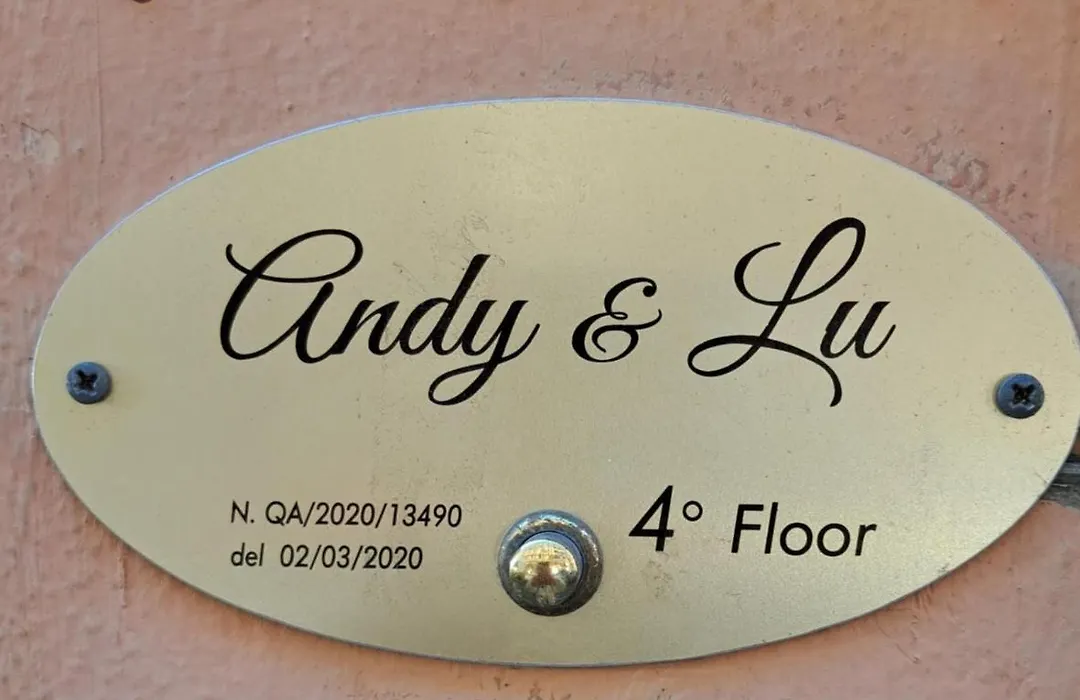 Andy & Lu
N. QA/2020/13490
del 02/03/2020
4° Floor